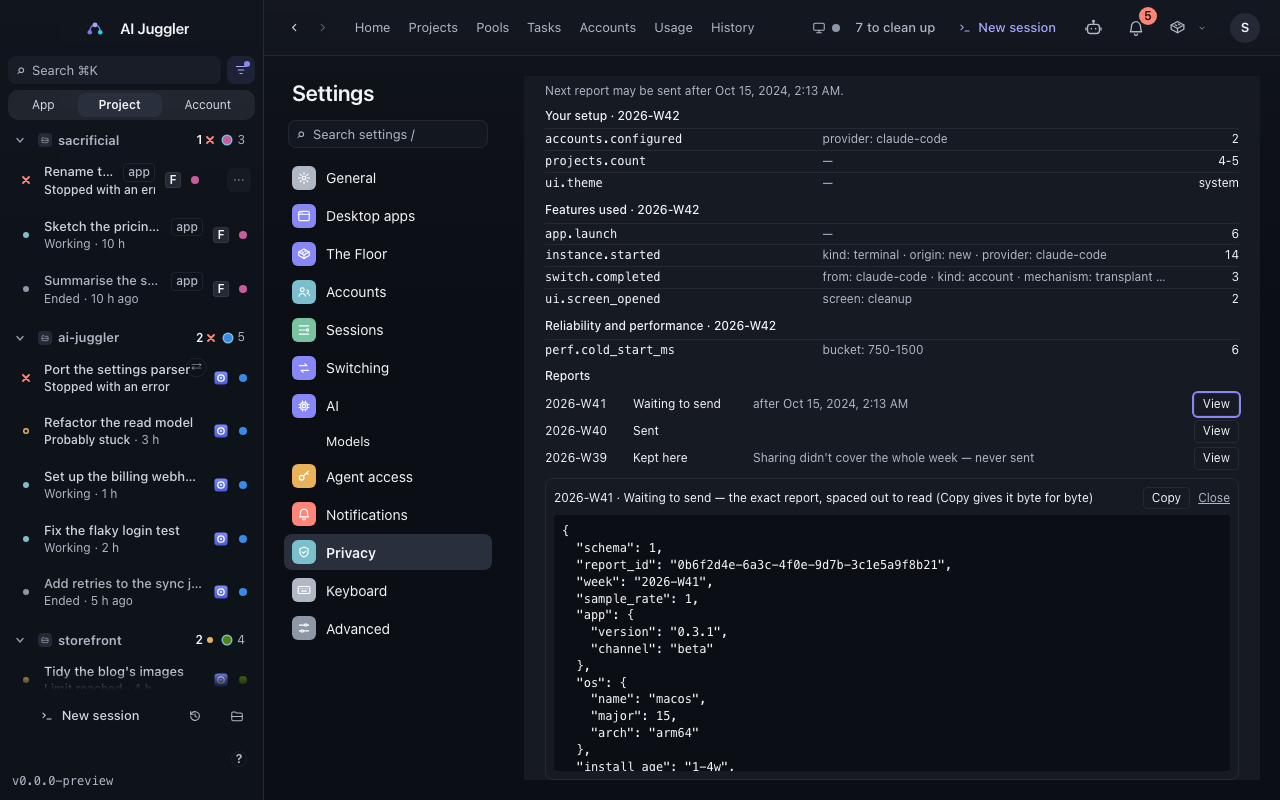 AI Juggler
Search ⌘K
App
Project
Account
sacrificial
1
3
Rename t...
app
F
Stopped with an err
Sketch the pricin...
app
F
Working · 10 h
Summarise the s...
app
F
Ended · 10 h ago
ai-juggler
2
5
Port the settings parser
Stopped with an error
Refactor the read model
Probably stuck · 3 h
Set up the billing webh...
Working · 1 h
Fix the flaky login test
Working · 2 h
Add retries to the sync j...
Ended · 5 h ago
storefront
2
4
Tidy the blog's images
Limit reached · 4 h
New session
?
v0.0.0-preview
Home
Projects
Pools
Tasks
Accounts
Usage
History
7 to clean up
New session
5
S
Settings
Search settings /
General
Desktop apps
The Floor
Accounts
Sessions
Switching
AI
Models
Agent access
Notifications
Privacy
Keyboard
Advanced
Next report may be sent after Oct 15, 2024, 2:13 AM.
Your setup · 2026-W42
accounts.configured provider: claude-code 2
projects.count — 4-5
ui.theme — system
Features used · 2026-W42
app.launch — 6
instance.started kind: terminal · origin: new · provider: claude-code 14
switch.completed from: claude-code · kind: account · mechanism: transplant ... 3
ui.screen_opened screen: cleanup 2
Reliability and performance · 2026-W42
perf.cold_start_ms bucket: 750-1500 6
Reports
2026-W41 Waiting to send after Oct 15, 2024, 2:13 AM View
2026-W40 Sent View
2026-W39 Kept here Sharing didn't cover the whole week — never sent View
2026-W41 · Waiting to send — the exact report, spaced out to read (Copy gives it byte for byte) Copy Close
{
"schema": 1,
"report_id": "0b6f2d4e-6a3c-4f0e-9d7b-3c1e5a9f8b21",
"week": "2026-W41",
"sample_rate": 1,
"app": {
"version": "0.3.1",
"channel": "beta"
},
"os": {
"name": "macos",
"major": 15,
"arch": "arm64"
},
"install_age": "1-4w",